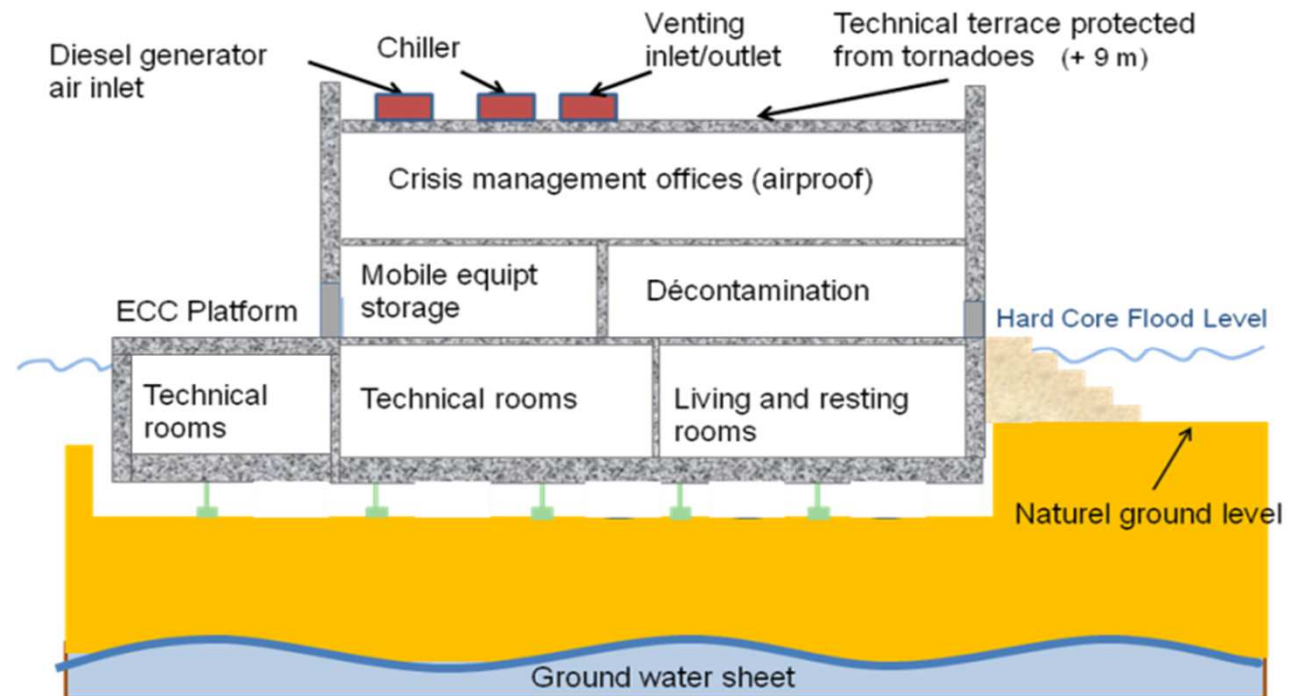 Diesel generator
air inlet
Chiller
Venting
inlet/outlet
Technical terrace protected
from tornadoes (+ 9 m)
Crisis management offices (airproof)
Mobile equipt
storage
Décontamination
ECC Platform
Hard Core Flood Level
Technical
rooms
Technical rooms
Living and resting
rooms
Naturel ground level
Ground water sheet